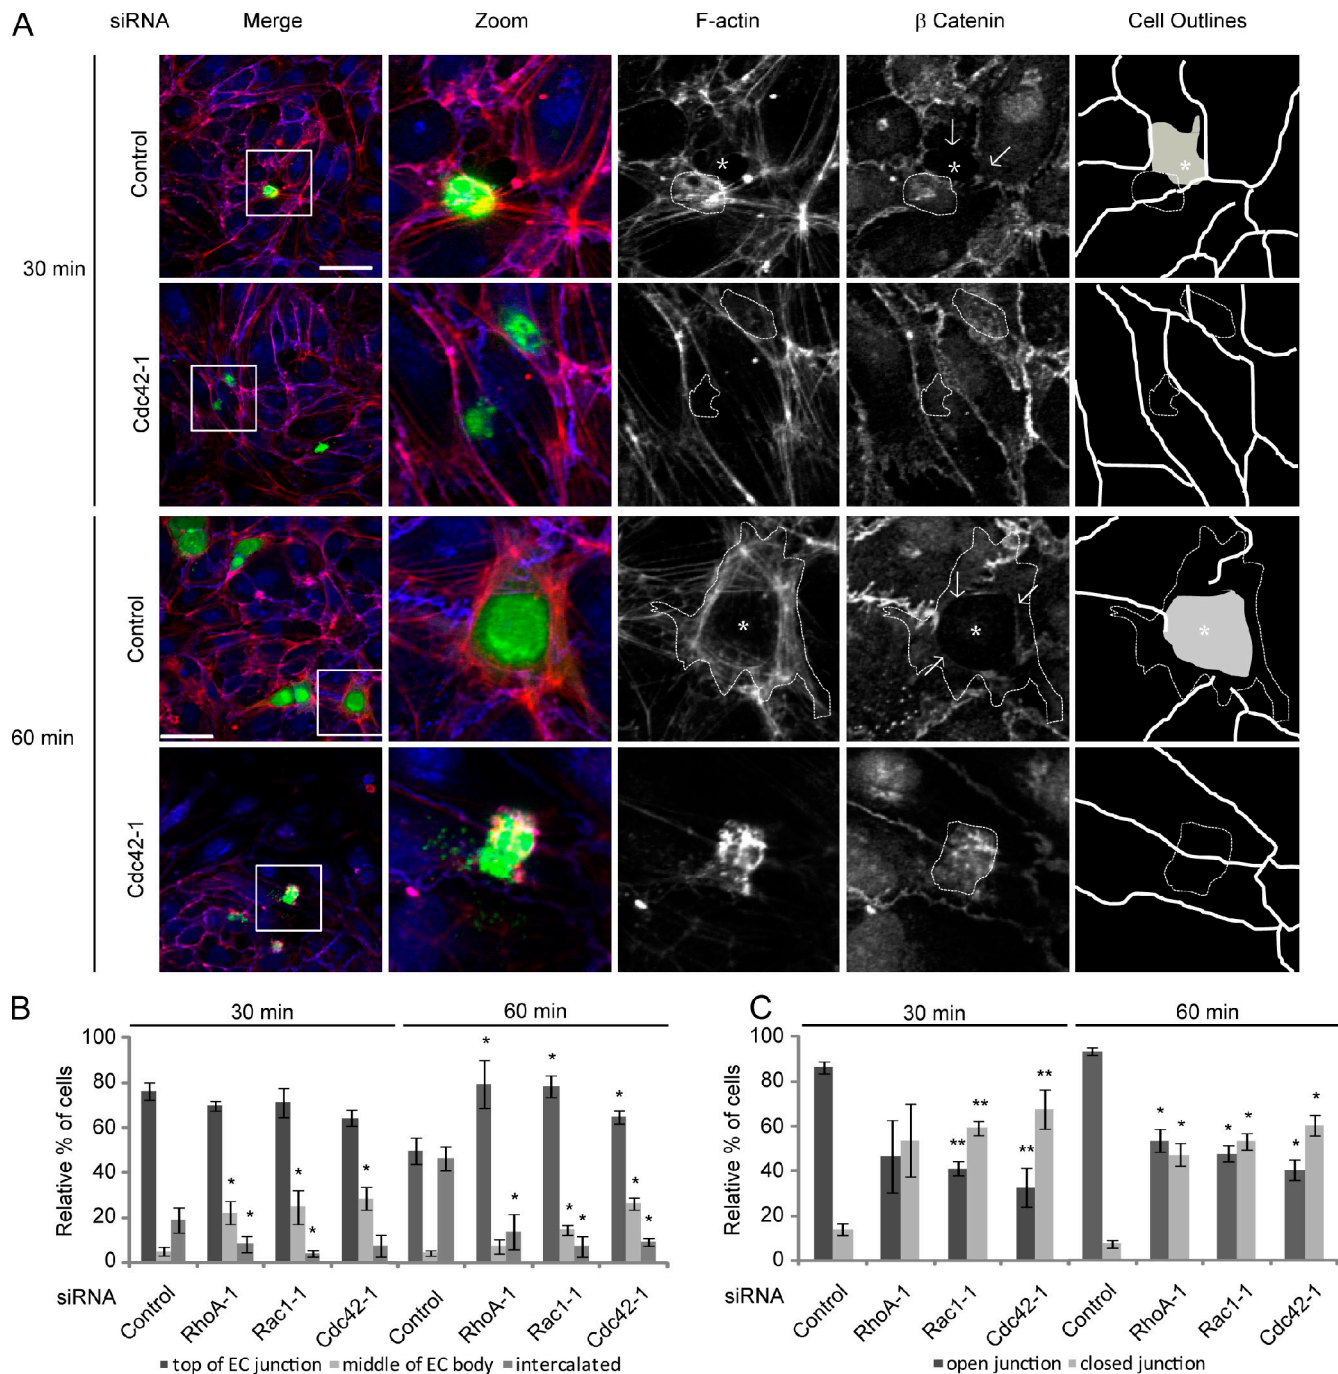 A
siRNA Merge Zoom F-actin β Catenin Cell Outlines
Control
*
*
*
30 min
Cdc42-1
Control
*
*
*
60 min
Cdc42-1
B
30 min 60 min
Relative % of cells
100
80
60
40
20
0
* * * * * * * * * * * * * *
siRNA
Control RhoA-1 Rac1-1 Cdc42-1 Control RhoA-1 Rac1-1 Cdc42-1
top of EC junction middle of EC body intercalated
C
30 min 60 min
Relative % of cells
100
80
60
40
20
0
** ** ** ** * * * * * *
siRNA
Control RhoA-1 Rac1-1 Cdc42-1 Control RhoA-1 Rac1-1 Cdc42-1
open junction closed junction